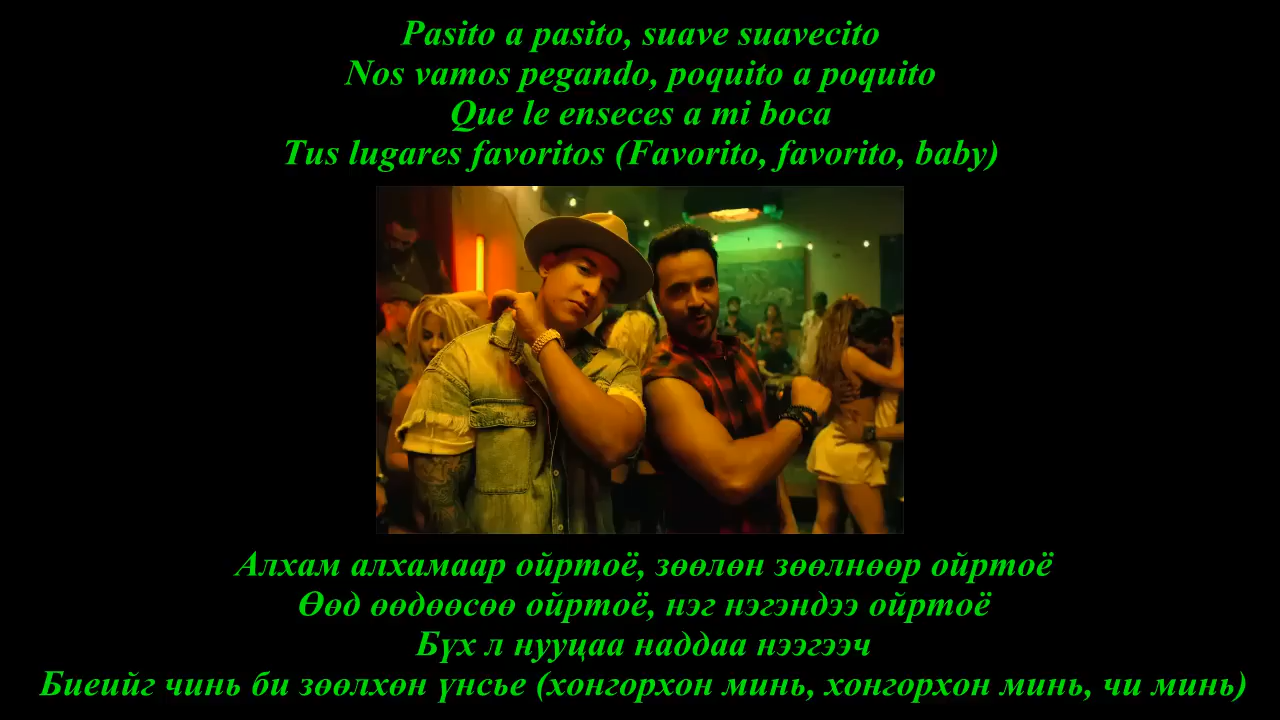 Pasito a pasito, suave suavecito
Nos vamos pegando, poquito a poquito
Que le enseces a mi boca
Tus lugares favoritos (Favorito, favorito, baby)
Алхам алхамаар ойртоё, зөөлөн зөөлнөөр ойртоё
Өөд өөдөөсөө ойртоё, нэг нэгэндээ ойртоё
Бүх л нууцаа наддаа нээгээч
Биеийг чинь би зөөлхөн үнсье (хонгорхон минь, хонгорхон минь, чи минь)